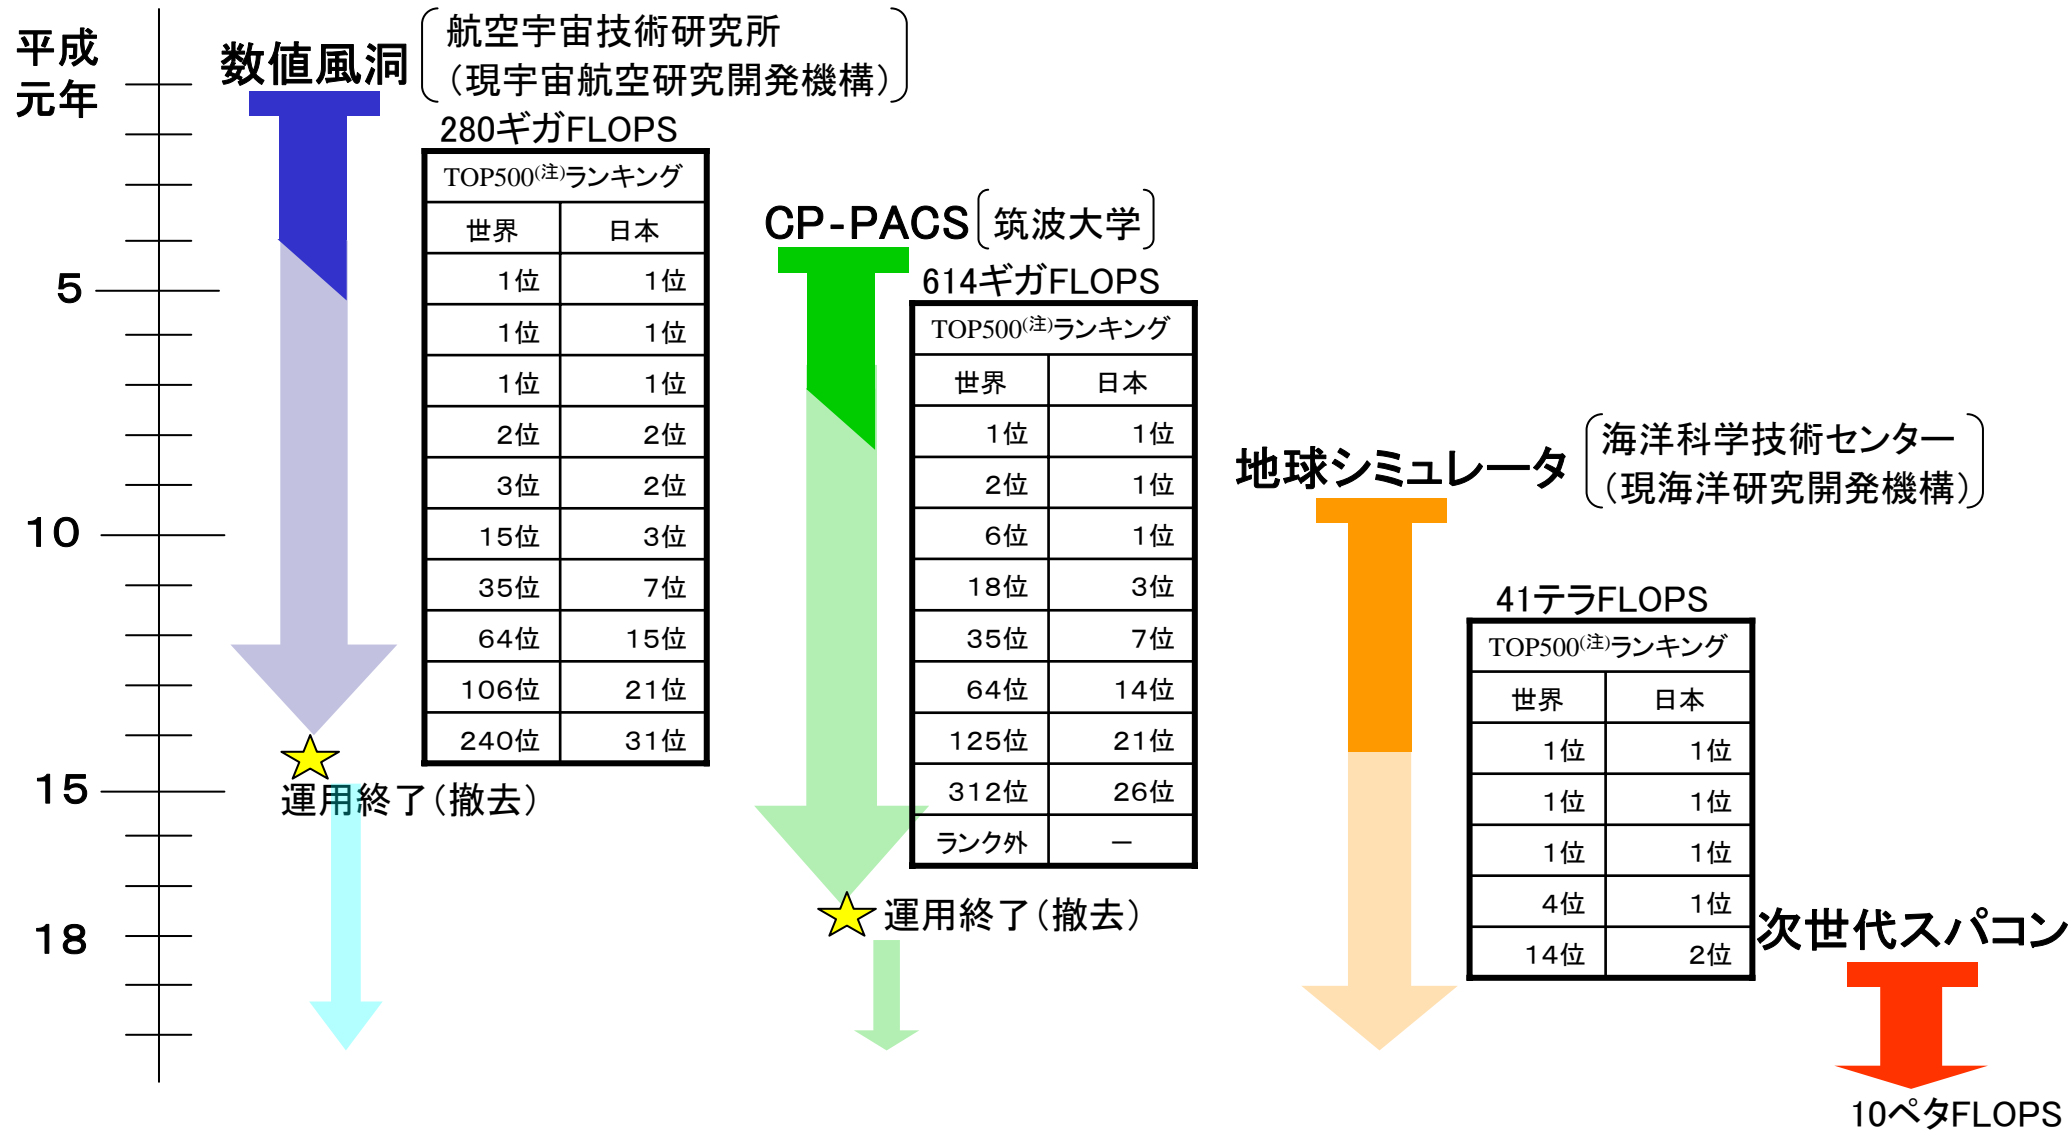 平成
元年
5
10
15
18
数値風洞
航空宇宙技術研究所
（現宇宙航空研究開発機構）
280ギガFLOPS
TOP500(注)ランキング
世界 日本
1位 1位
1位 1位
1位 1位
2位 2位
3位 2位
15位 3位
35位 7位
64位 15位
106位 21位
240位 31位
運用終了（撤去）
CP-PACS
筑波大学
614ギガFLOPS
TOP500(注)ランキング
世界 日本
1位 1位
2位 1位
6位 1位
18位 3位
35位 7位
64位 14位
125位 21位
312位 26位
ランク外 －
運用終了（撤去）
地球シミュレータ
海洋科学技術センター
（現海洋研究開発機構）
41テラFLOPS
TOP500(注)ランキング
世界 日本
1位 1位
1位 1位
1位 1位
4位 1位
14位 2位
次世代スパコン
10ペタFLOPS